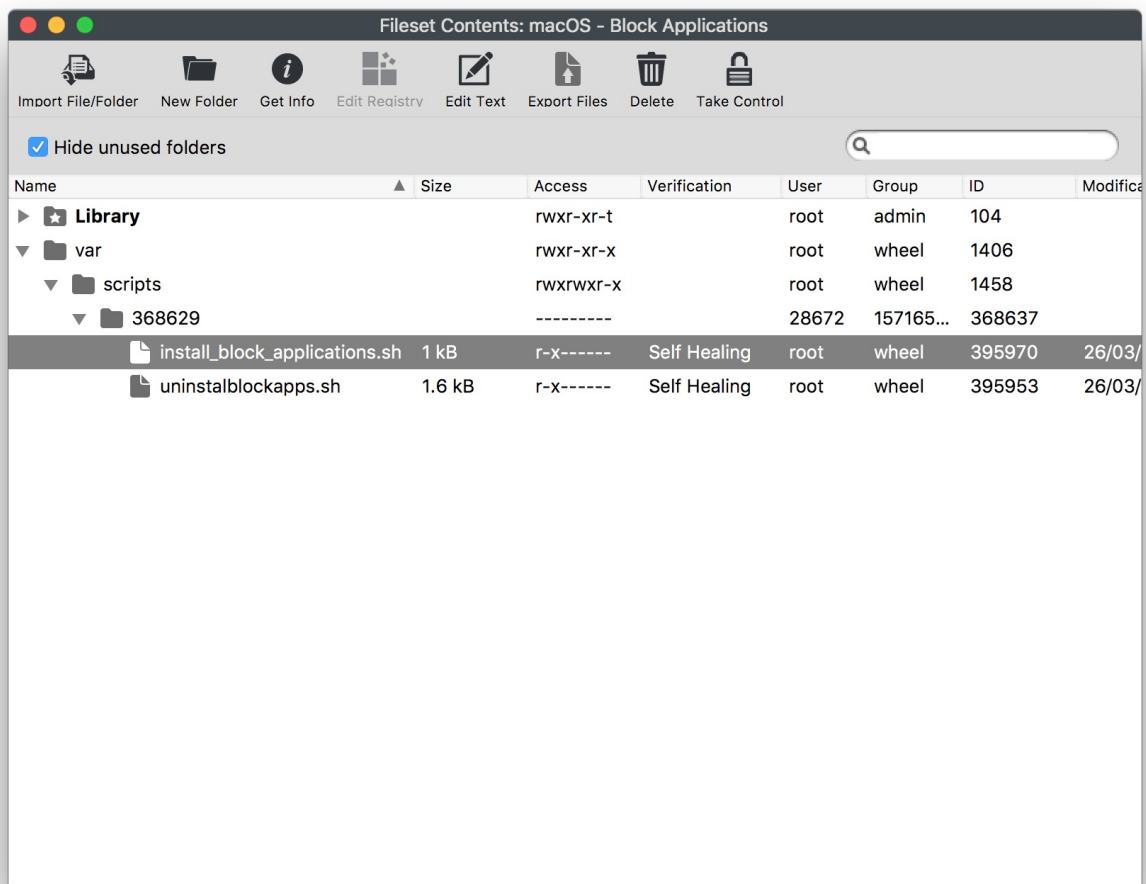 Fileset Contents: macOS - Block Applications
Import File/Folder New Folder Get Info Edit Registry Edit Text Export Files Delete Take Control
Hide unused folders
Name Size Access Verification User Group ID Modifica
Library rwxr-xr-t root admin 104
var rwxr-xr-x root wheel 1406
scripts rwxrwxr-x root wheel 1458
368629 --------- 28672 157165... 368637
install_block_applications.sh 1 kB r-x------ Self Healing root wheel 395970 26/03/
uninstalblockapps.sh 1.6 kB r-x------ Self Healing root wheel 395953 26/03/